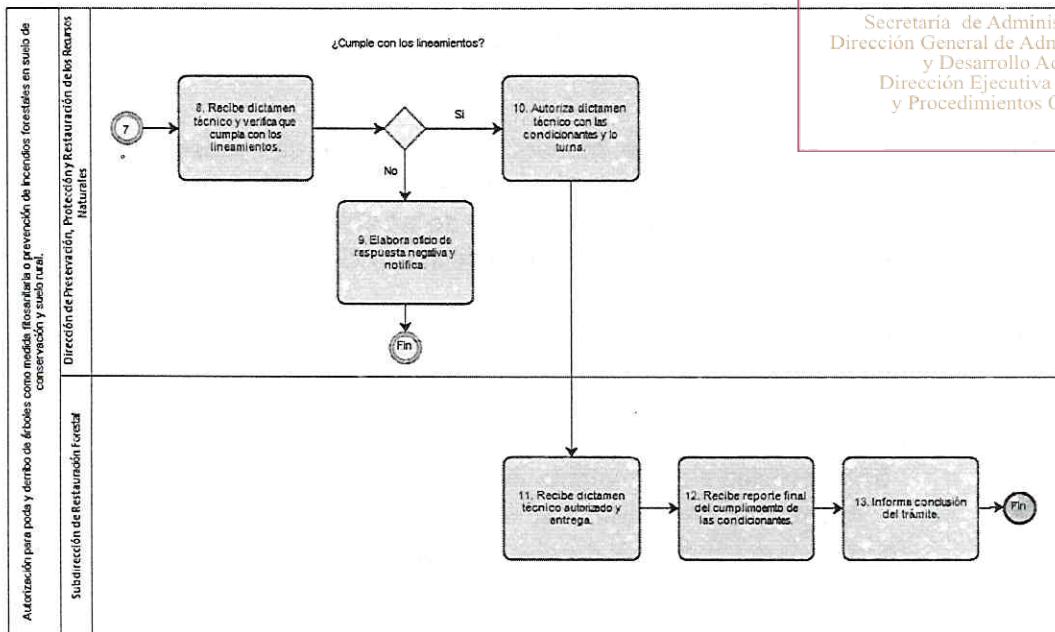 Secretaría de Adminis
Dirección General de Adm
y Desarrollo Ad
Dirección Ejecutiva
y Procedimientos O
Autorización para poda y derribo de árboles como medida fitosanitaria o prevención de incendios forestales en suelo de
conservación y suelo rural.
Dirección de Preservación, Protección y Restauración de los Recursos
Naturales
¿Cumple con los lineamientos?
7
8. Recibe dictamen
técnico y verifica que
cumpla con los
lineamientos.
Si
10. Autoriza dictamen
técnico con las
condicionantes y lo
turna.
No
9. Elabora oficio de
respuesta negativa y
notifica.
Fin
Subdirección de Restauración Forestal
11. Recibe dictamen
técnico autorizado y
entrega.
12. Recibe reporte final
del cumplimoento de
las condicionantes.
13. Informa conclusión
del trámite.
Fin